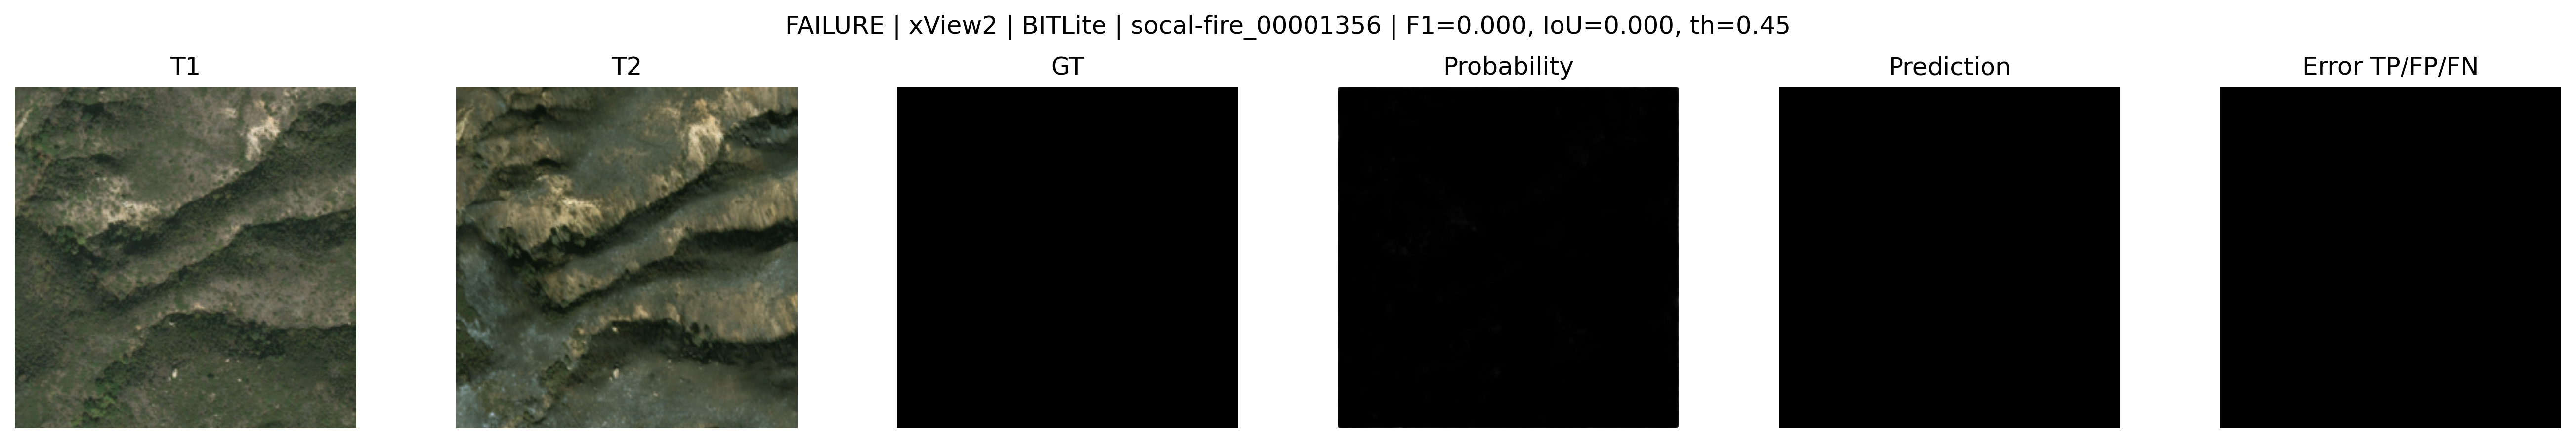 FAILURE | xView2 | BITLite | socal-fire_00001356 | F1=0.000, IoU=0.000, th=0.45
T1 T2 GT Probability Prediction Error TP/FP/FN